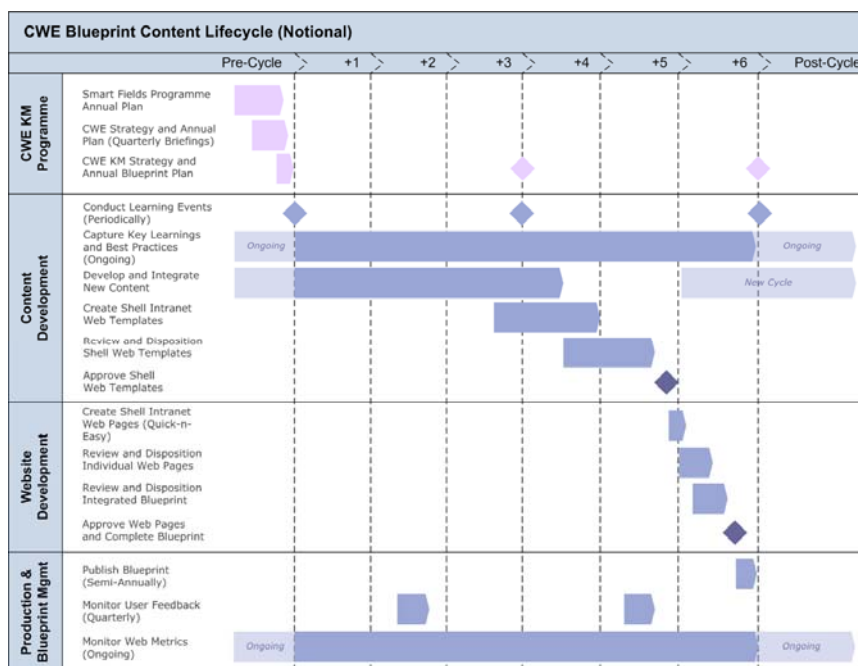 CWE Blueprint Content Lifecycle (Notional)
Pre-Cycle +1 +2 +3 +4 +5 +6 Post-Cycle
CWE KM
Programme
Smart Fields Programme
Annual Plan
CWE Strategy and Annual
Plan (Quarterly Briefings)
CWE KM Strategy and
Annual Blueprint Plan
Content
Development
Conduct Learning Events
(Periodically)
Capture Key Learnings
and Best Practices
(Ongoing)
Ongoing
Ongoing
Develop and Integrate
New Content
New Cycle
Create Shell Intranet
Web Templates
Review and Disposition
Shell Web Templates
Approve Shell
Web Templates
Website
Development
Create Shell Intranet
Web Pages (Quick-n-
Easy)
Review and Disposition
Individual Web Pages
Review and Disposition
Integrated Blueprint
Approve Web Pages
and Complete Blueprint
Production &
Blueprint Mgmt
Publish Blueprint
(Semi-Annually)
Monitor User Feedback
(Quarterly)
Monitor Web Metrics
(Ongoing)
Ongoing
Ongoing